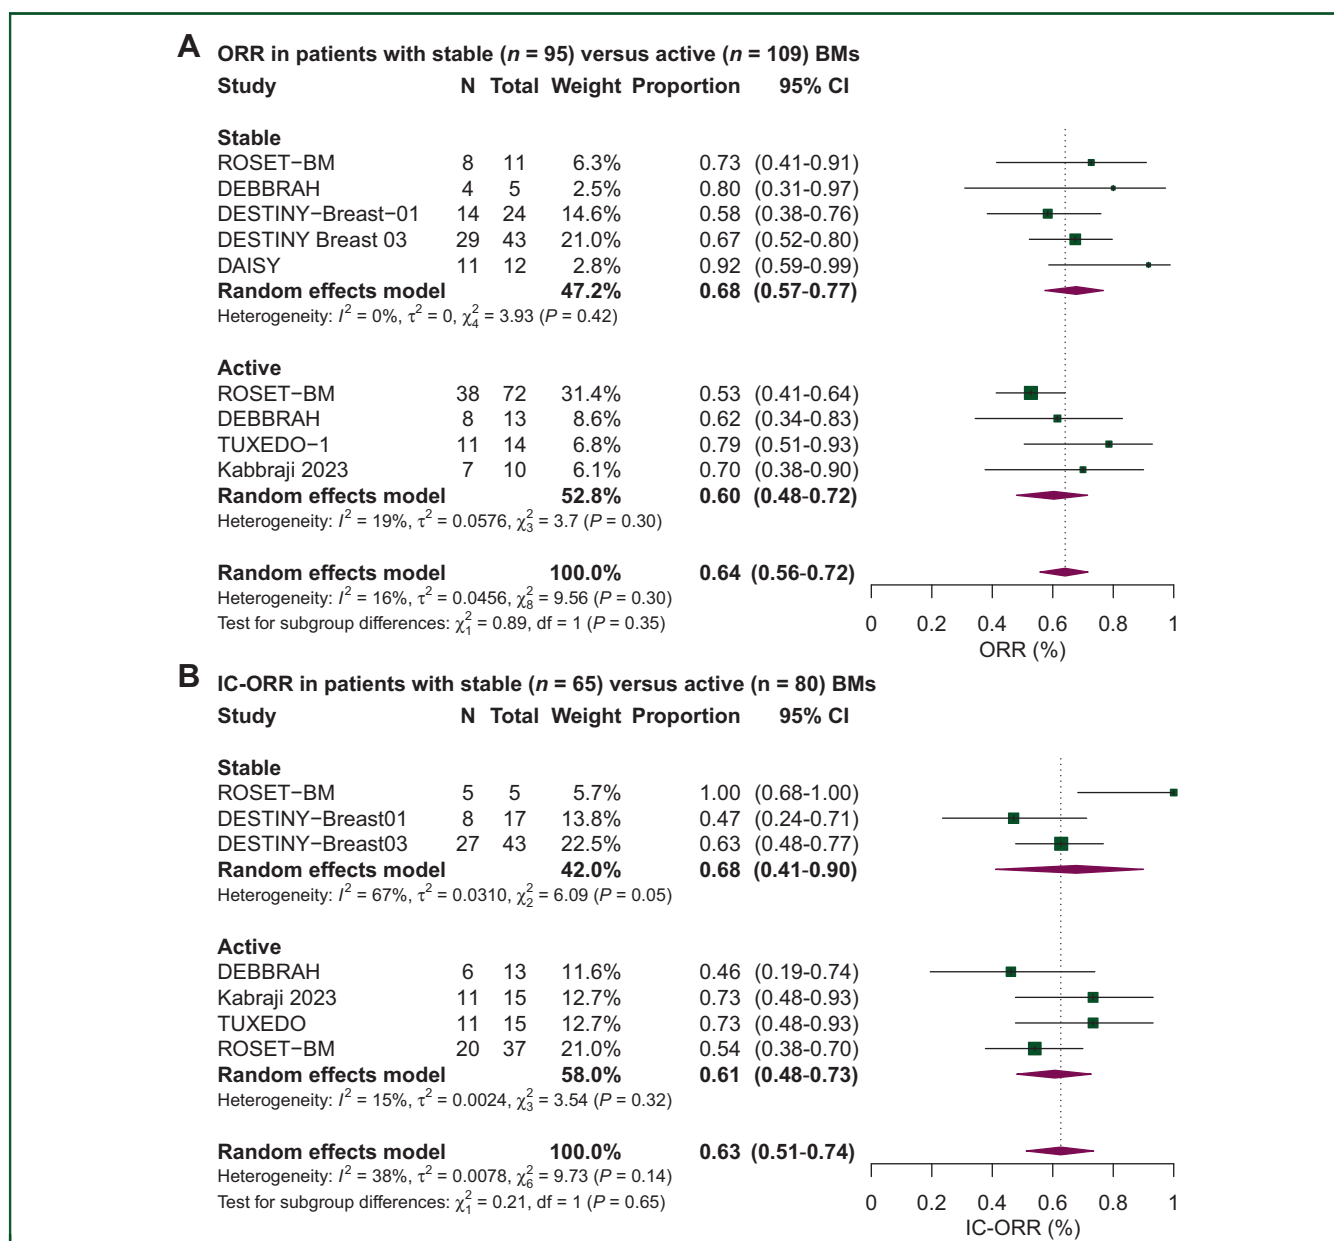 A ORR in patients with stable (n = 95) versus active (n = 109) BMs
Study N Total Weight Proportion 95% CI
Stable
ROSET−BM 8 11 6.3% 0.73 (0.41-0.91)
DEBBRAH 4 5 2.5% 0.80 (0.31-0.97)
DESTINY−Breast−01 14 24 14.6% 0.58 (0.38-0.76)
DESTINY Breast 03 29 43 21.0% 0.67 (0.52-0.80)
DAISY 11 12 2.8% 0.92 (0.59-0.99)
Random effects model 47.2% 0.68 (0.57-0.77)
Heterogeneity: I² = 0%, τ² = 0, χ²₄ = 3.93 (P = 0.42)
Active
ROSET−BM 38 72 31.4% 0.53 (0.41-0.64)
DEBBRAH 8 13 8.6% 0.62 (0.34-0.83)
TUXEDO−1 11 14 6.8% 0.79 (0.51-0.93)
Kabbraji 2023 7 10 6.1% 0.70 (0.38-0.90)
Random effects model 52.8% 0.60 (0.48-0.72)
Heterogeneity: I² = 19%, τ² = 0.0576, χ²₃ = 3.7 (P = 0.30)
Random effects model 100.0% 0.64 (0.56-0.72)
Heterogeneity: I² = 16%, τ² = 0.0456, χ²₈ = 9.56 (P = 0.30)
Test for subgroup differences: χ²₁ = 0.89, df = 1 (P = 0.35)
0 0.2 0.4 0.6 0.8 1
ORR (%)
B IC-ORR in patients with stable (n = 65) versus active (n = 80) BMs
Study N Total Weight Proportion 95% CI
Stable
ROSET−BM 5 5 5.7% 1.00 (0.68-1.00)
DESTINY−Breast01 8 17 13.8% 0.47 (0.24-0.71)
DESTINY−Breast03 27 43 22.5% 0.63 (0.48-0.77)
Random effects model 42.0% 0.68 (0.41-0.90)
Heterogeneity: I² = 67%, τ² = 0.0310, χ²₂ = 6.09 (P = 0.05)
Active
DEBBRAH 6 13 11.6% 0.46 (0.19-0.74)
Kabraji 2023 11 15 12.7% 0.73 (0.48-0.93)
TUXEDO 11 15 12.7% 0.73 (0.48-0.93)
ROSET−BM 20 37 21.0% 0.54 (0.38-0.70)
Random effects model 58.0% 0.61 (0.48-0.73)
Heterogeneity: I² = 15%, τ² = 0.0024, χ²₃ = 3.54 (P = 0.32)
Random effects model 100.0% 0.63 (0.51-0.74)
Heterogeneity: I² = 38%, τ² = 0.0078, χ²₆ = 9.73 (P = 0.14)
Test for subgroup differences: χ²₁ = 0.21, df = 1 (P = 0.65)
0 0.2 0.4 0.6 0.8 1
IC-ORR (%)